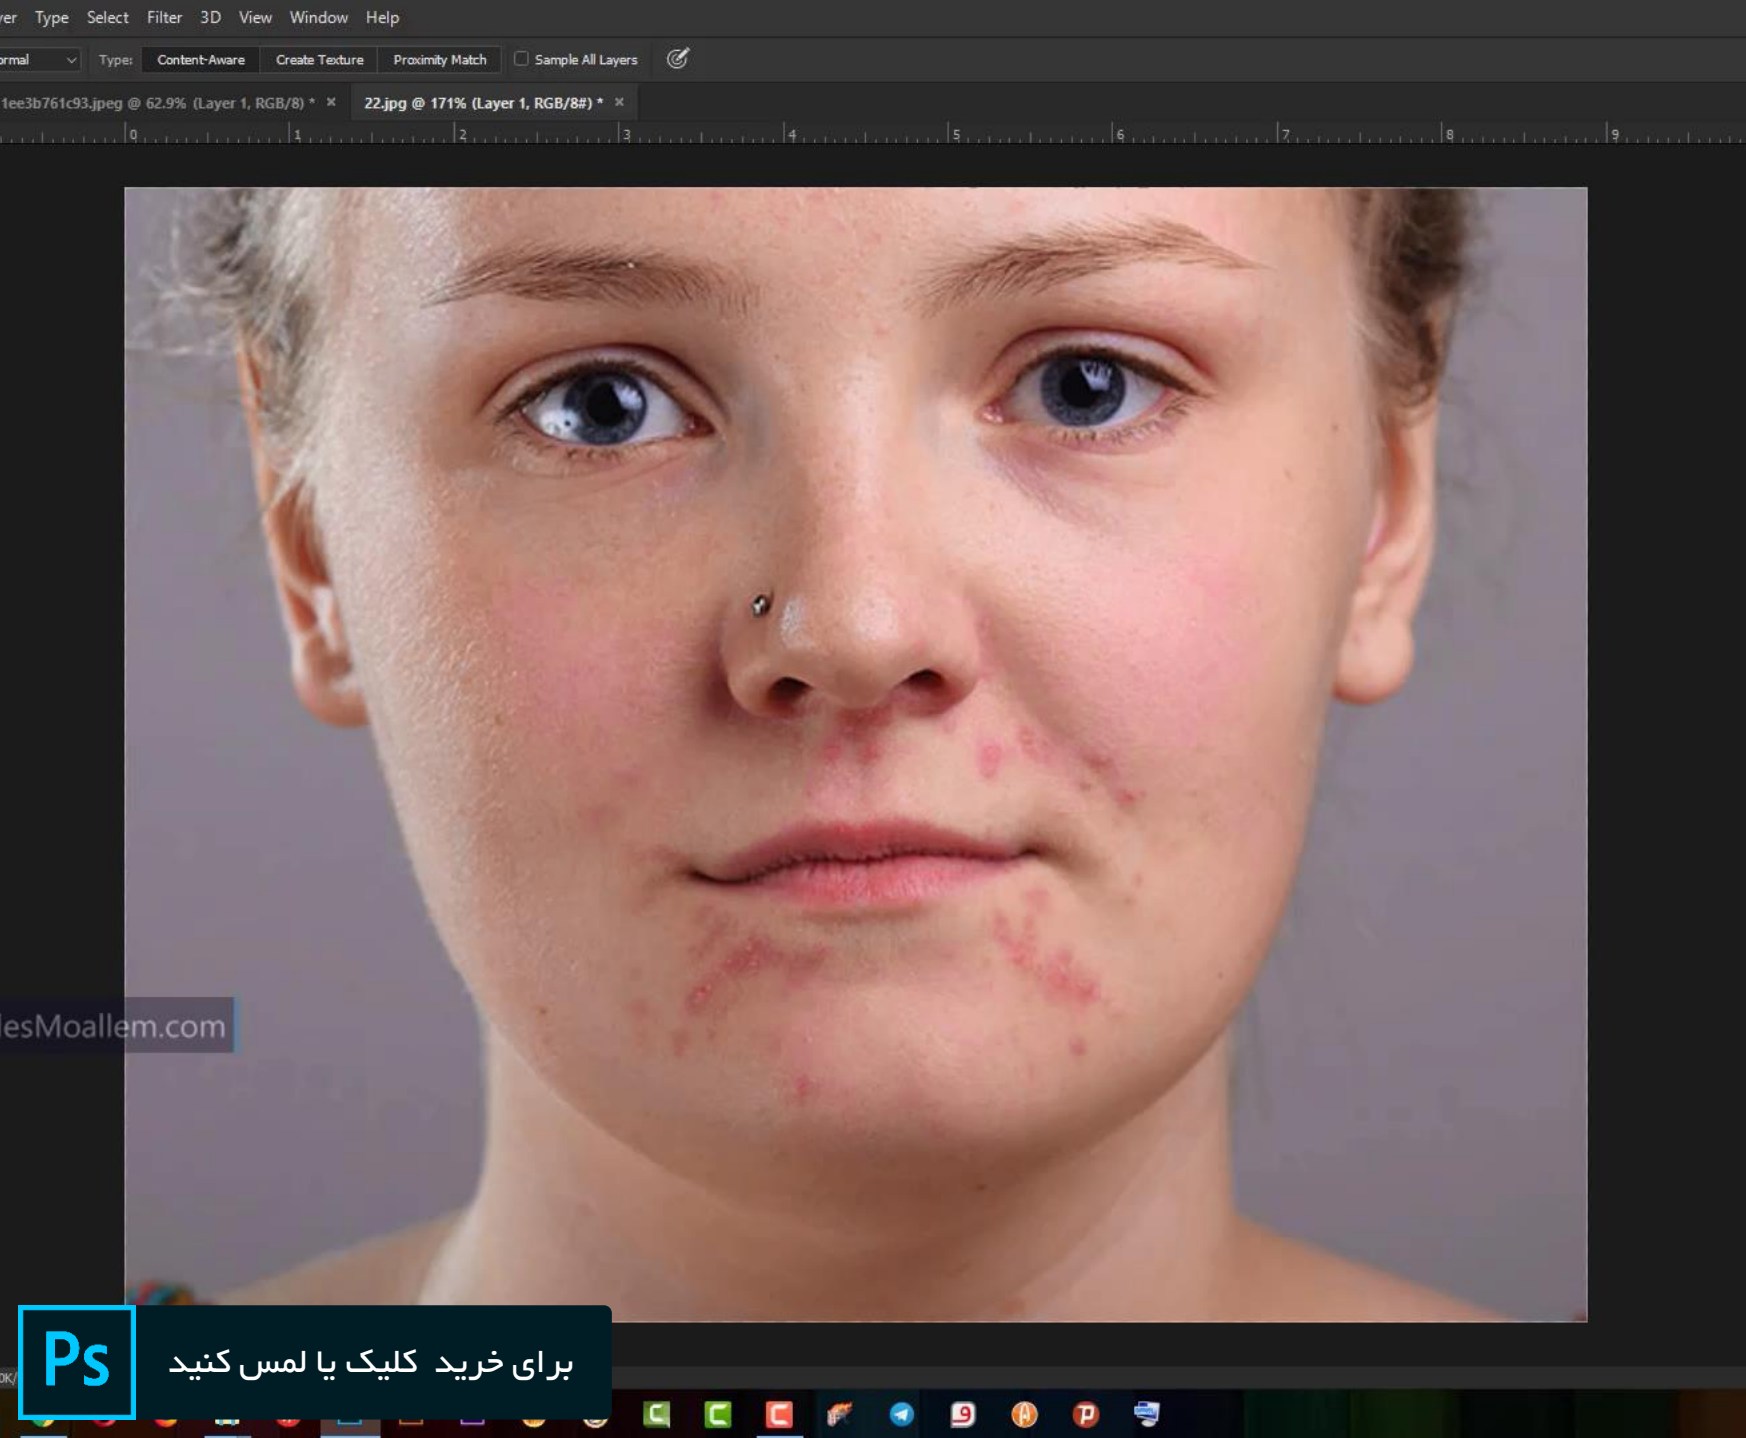 Type Select Filter 3D View Window Help
Type: Content-Aware Create Texture Proximity Match Sample All Layers
1ee3b761c93.jpeg @ 62.9% (Layer 1, RGB/8) * × 22.jpg @ 171% (Layer 1, RGB/8#) * ×
0 1 2 3 4 5 6 7 8 9
lesMoallem.com
Ps برای خرید کلیک یا لمس کنید